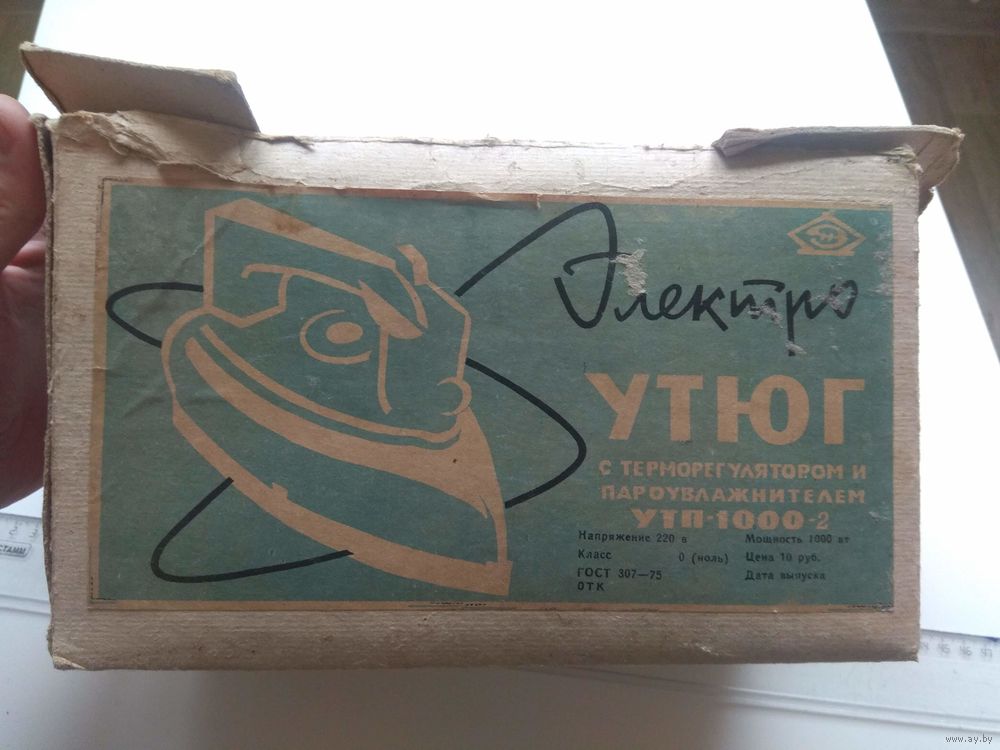 Электро
УТЮГ
С ТЕРМОРЕГУЛЯТОРОМ И
ПАРОУВЛАЖНИТЕЛЕМ
УТП-1000-2
Напряжение 220 в Мощность 1000 вт
Класс 0 (ноль) Цена 10 руб.
ГОСТ 307—75 Дата выпуска
ОТК
www.ay.by